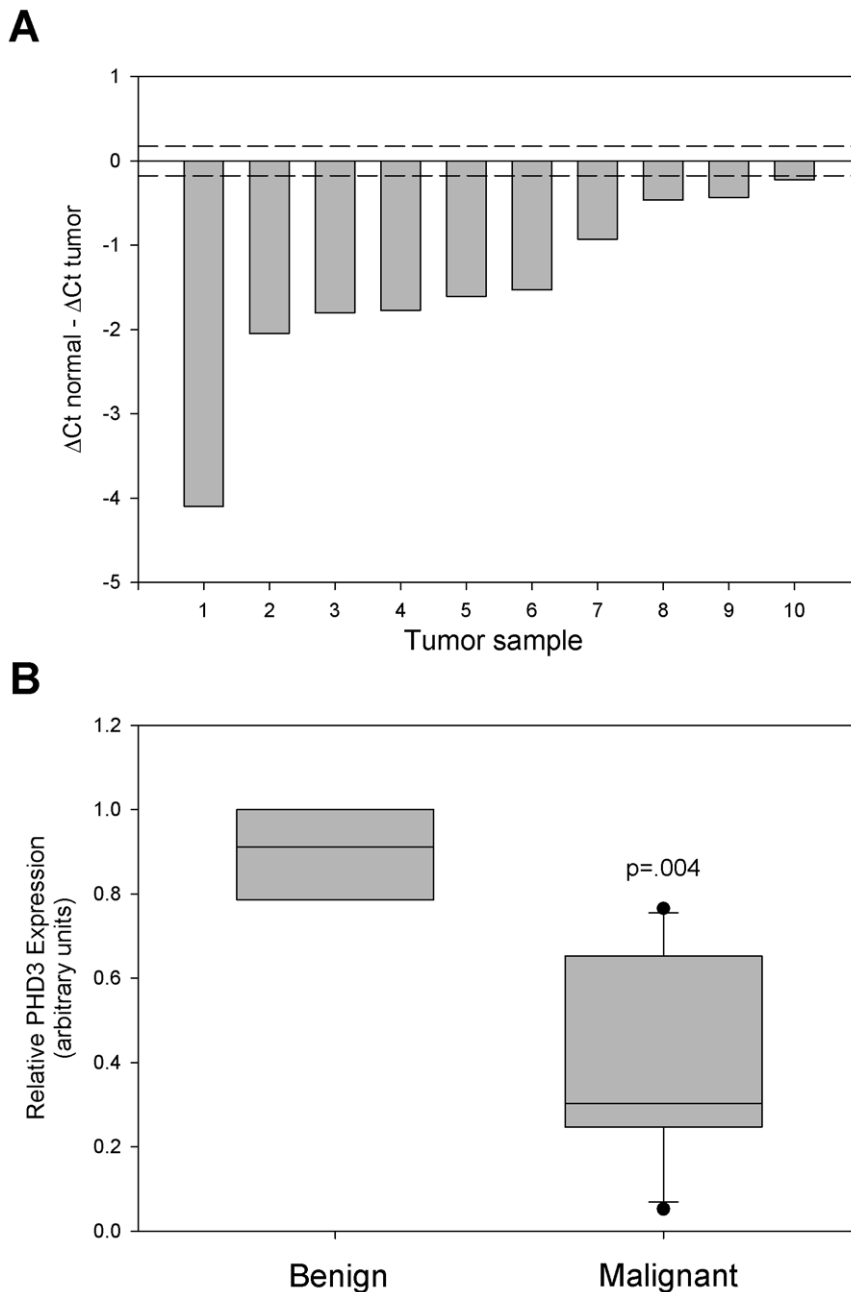 A
1
0
-1
-2
-3
-4
-5
ΔCt normal - ΔCt tumor
1 2 3 4 5 6 7 8 9 10
Tumor sample
B
1.2
1.0
0.8
0.6
0.4
0.2
0.0
Relative PHD3 Expression
(arbitrary units)
p=.004
Benign Malignant